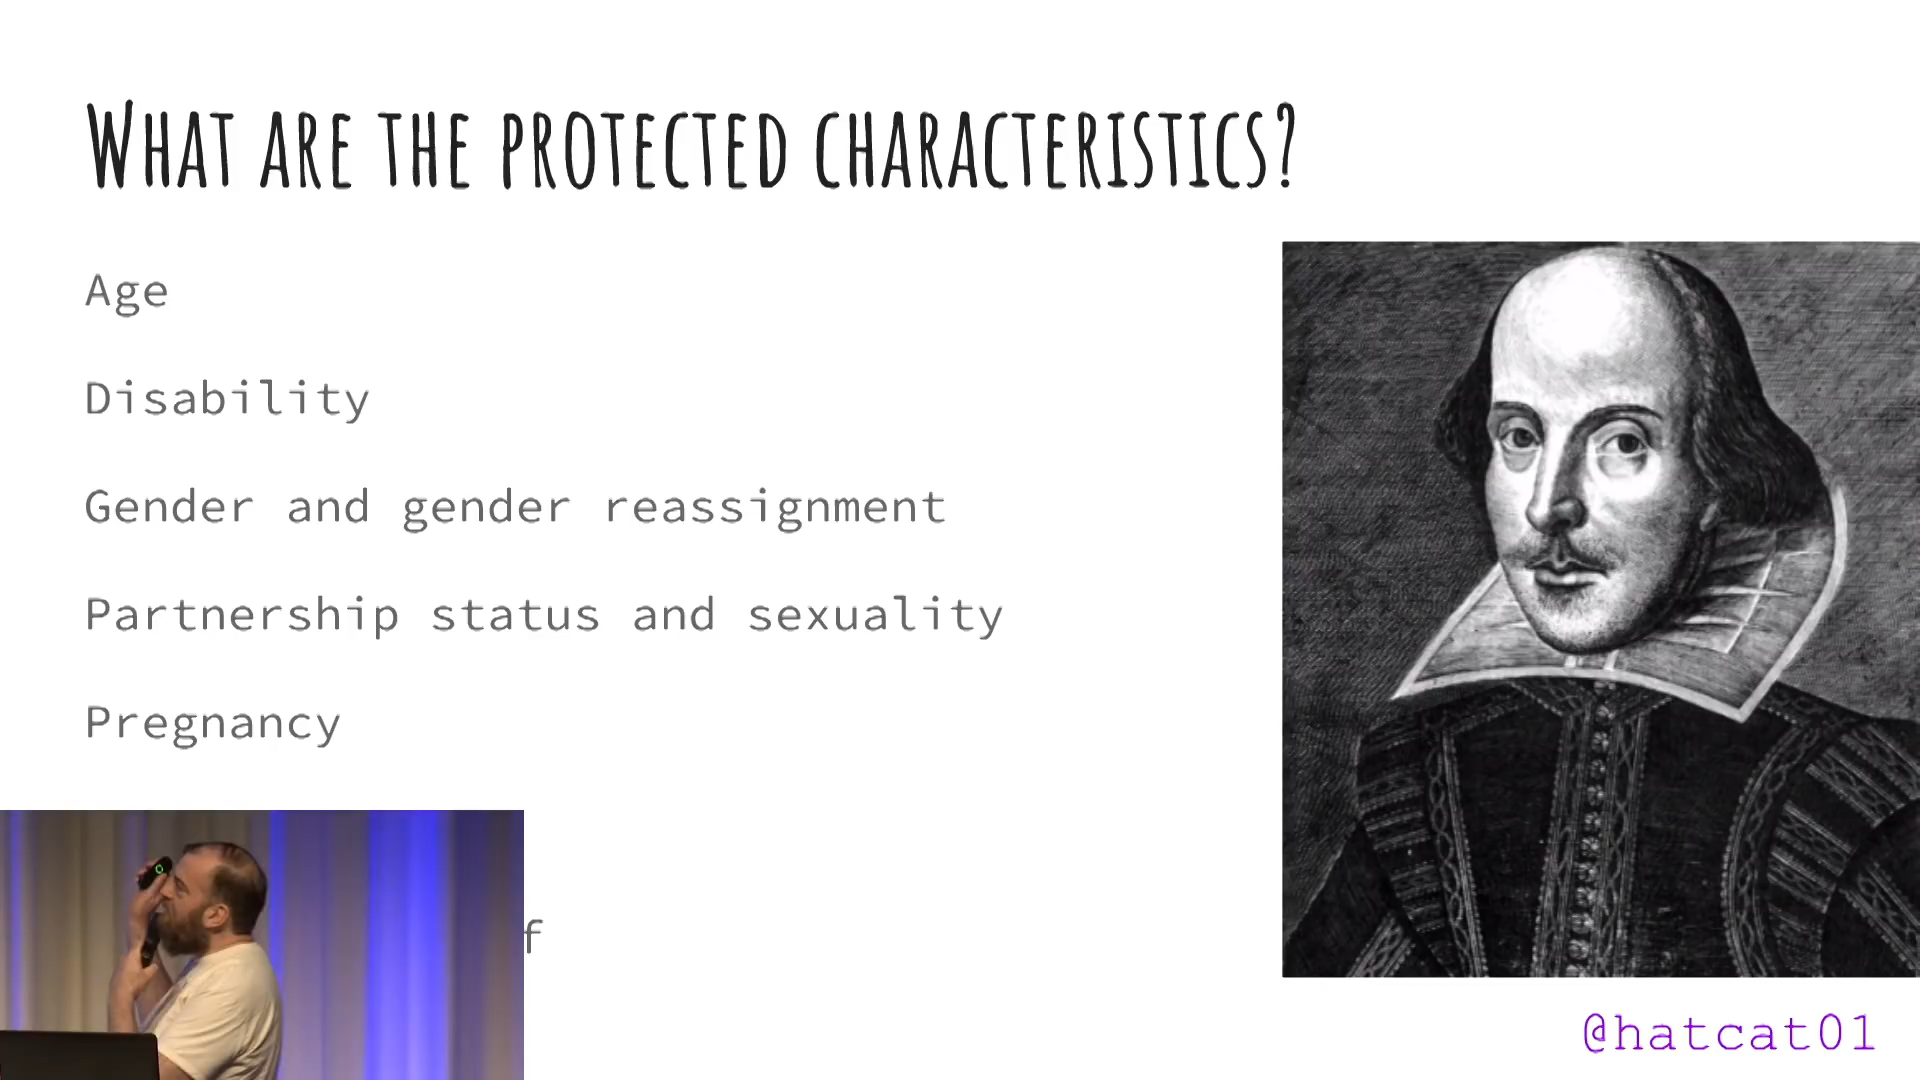 What are the protected characteristics?
Age
Disability
Gender and gender reassignment
Partnership status and sexuality
Pregnancy
f
@hatcat01